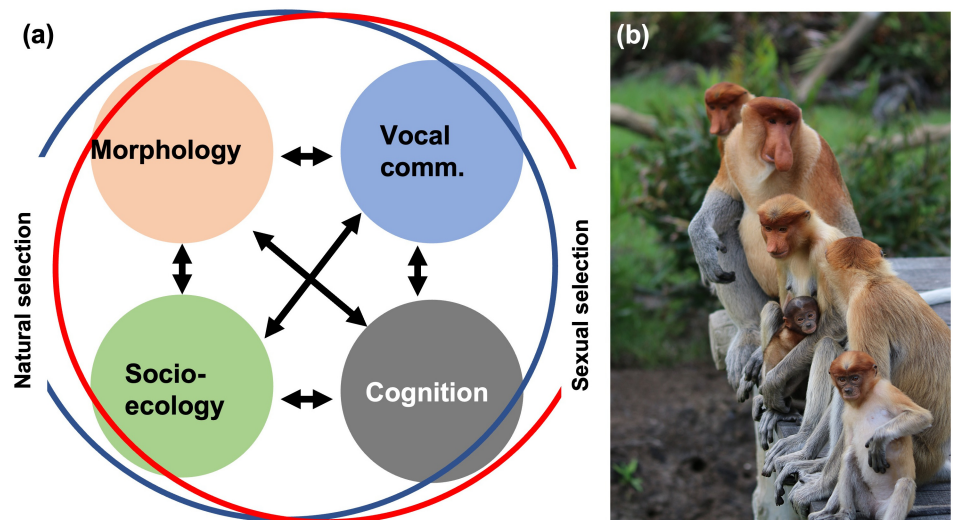 (a)
Morphology
Vocal
comm.
Natural selection
Sexual selection
Socio-
ecology
Cognition
(b)